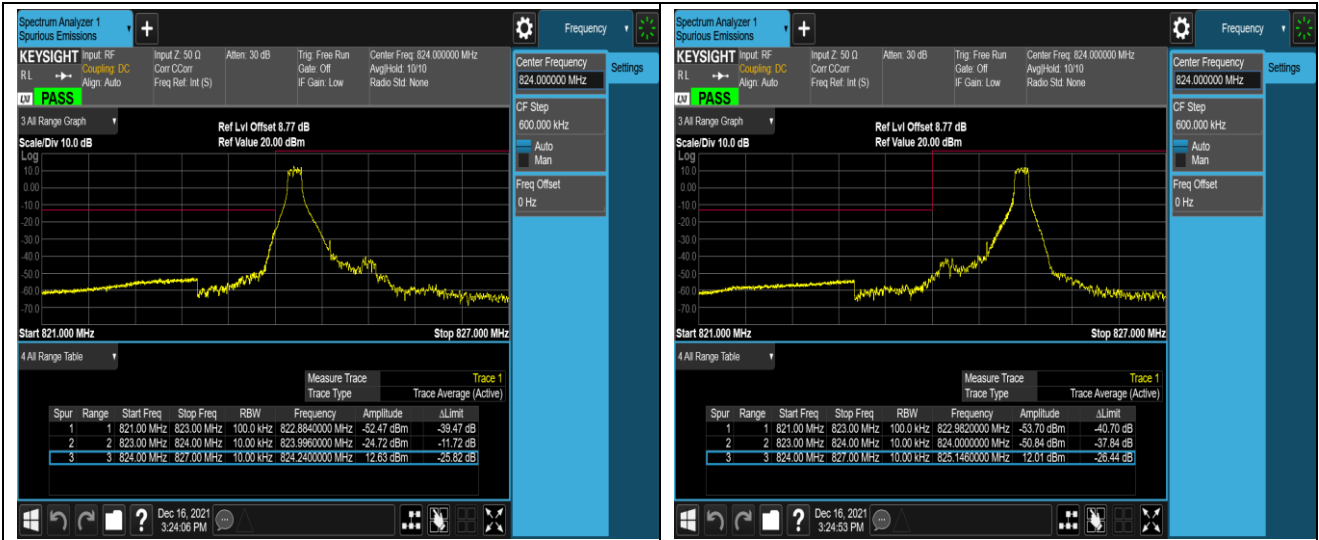 Spectrum Analyzer 1
Spurious Emissions
+
Frequency
KEYSIGHT
RL
Input: RF
Coupling: DC
Align: Auto
Input Z: 50 Ω
Corr CCorr
Freq Ref: Int (S)
Atten: 30 dB
Trig: Free Run
Gate: Off
IF Gain: Low
Center Freq: 824.000000 MHz
Avg|Hold: 10/10
Radio Std: None
PASS
Center Frequency
824.000000 MHz
Settings
CF Step
600.000 kHz
Auto
Man
Freq Offset
0 Hz
3 All Range Graph
Ref Lvl Offset 8.77 dB
Scale/Div 10.0 dB
Ref Value 20.00 dBm
Log
10.0
0.00
-10.0
-20.0
-30.0
-40.0
-50.0
-60.0
-70.0
Start 821.000 MHz
Stop 827.000 MHz
4 All Range Table
Measure Trace Trace 1
Trace Type Trace Average (Active)
Spur Range Start Freq Stop Freq RBW Frequency Amplitude ΔLimit
1 1 821.00 MHz 823.00 MHz 100.0 kHz 822.8840000 MHz -52.47 dBm -39.47 dB
2 2 823.00 MHz 824.00 MHz 10.00 kHz 823.9960000 MHz -24.72 dBm -11.72 dB
3 3 824.00 MHz 827.00 MHz 10.00 kHz 824.2400000 MHz 12.63 dBm -25.82 dB
?
Dec 16, 2021
3:24:06 PM
Spectrum Analyzer 1
Spurious Emissions
+
Frequency
KEYSIGHT
RL
Input: RF
Coupling: DC
Align: Auto
Input Z: 50 Ω
Corr CCorr
Freq Ref: Int (S)
Atten: 30 dB
Trig: Free Run
Gate: Off
IF Gain: Low
Center Freq: 824.000000 MHz
Avg|Hold: 10/10
Radio Std: None
PASS
Center Frequency
824.000000 MHz
Settings
CF Step
600.000 kHz
Auto
Man
Freq Offset
0 Hz
3 All Range Graph
Ref Lvl Offset 8.77 dB
Scale/Div 10.0 dB
Ref Value 20.00 dBm
Log
10.0
0.00
-10.0
-20.0
-30.0
-40.0
-50.0
-60.0
-70.0
Start 821.000 MHz
Stop 827.000 MHz
4 All Range Table
Measure Trace Trace 1
Trace Type Trace Average (Active)
Spur Range Start Freq Stop Freq RBW Frequency Amplitude ΔLimit
1 1 821.00 MHz 823.00 MHz 100.0 kHz 822.9820000 MHz -53.70 dBm -40.70 dB
2 2 823.00 MHz 824.00 MHz 10.00 kHz 824.0000000 MHz -50.84 dBm -37.84 dB
3 3 824.00 MHz 827.00 MHz 10.00 kHz 825.1460000 MHz 12.01 dBm -26.44 dB
?
Dec 16, 2021
3:24:53 PM